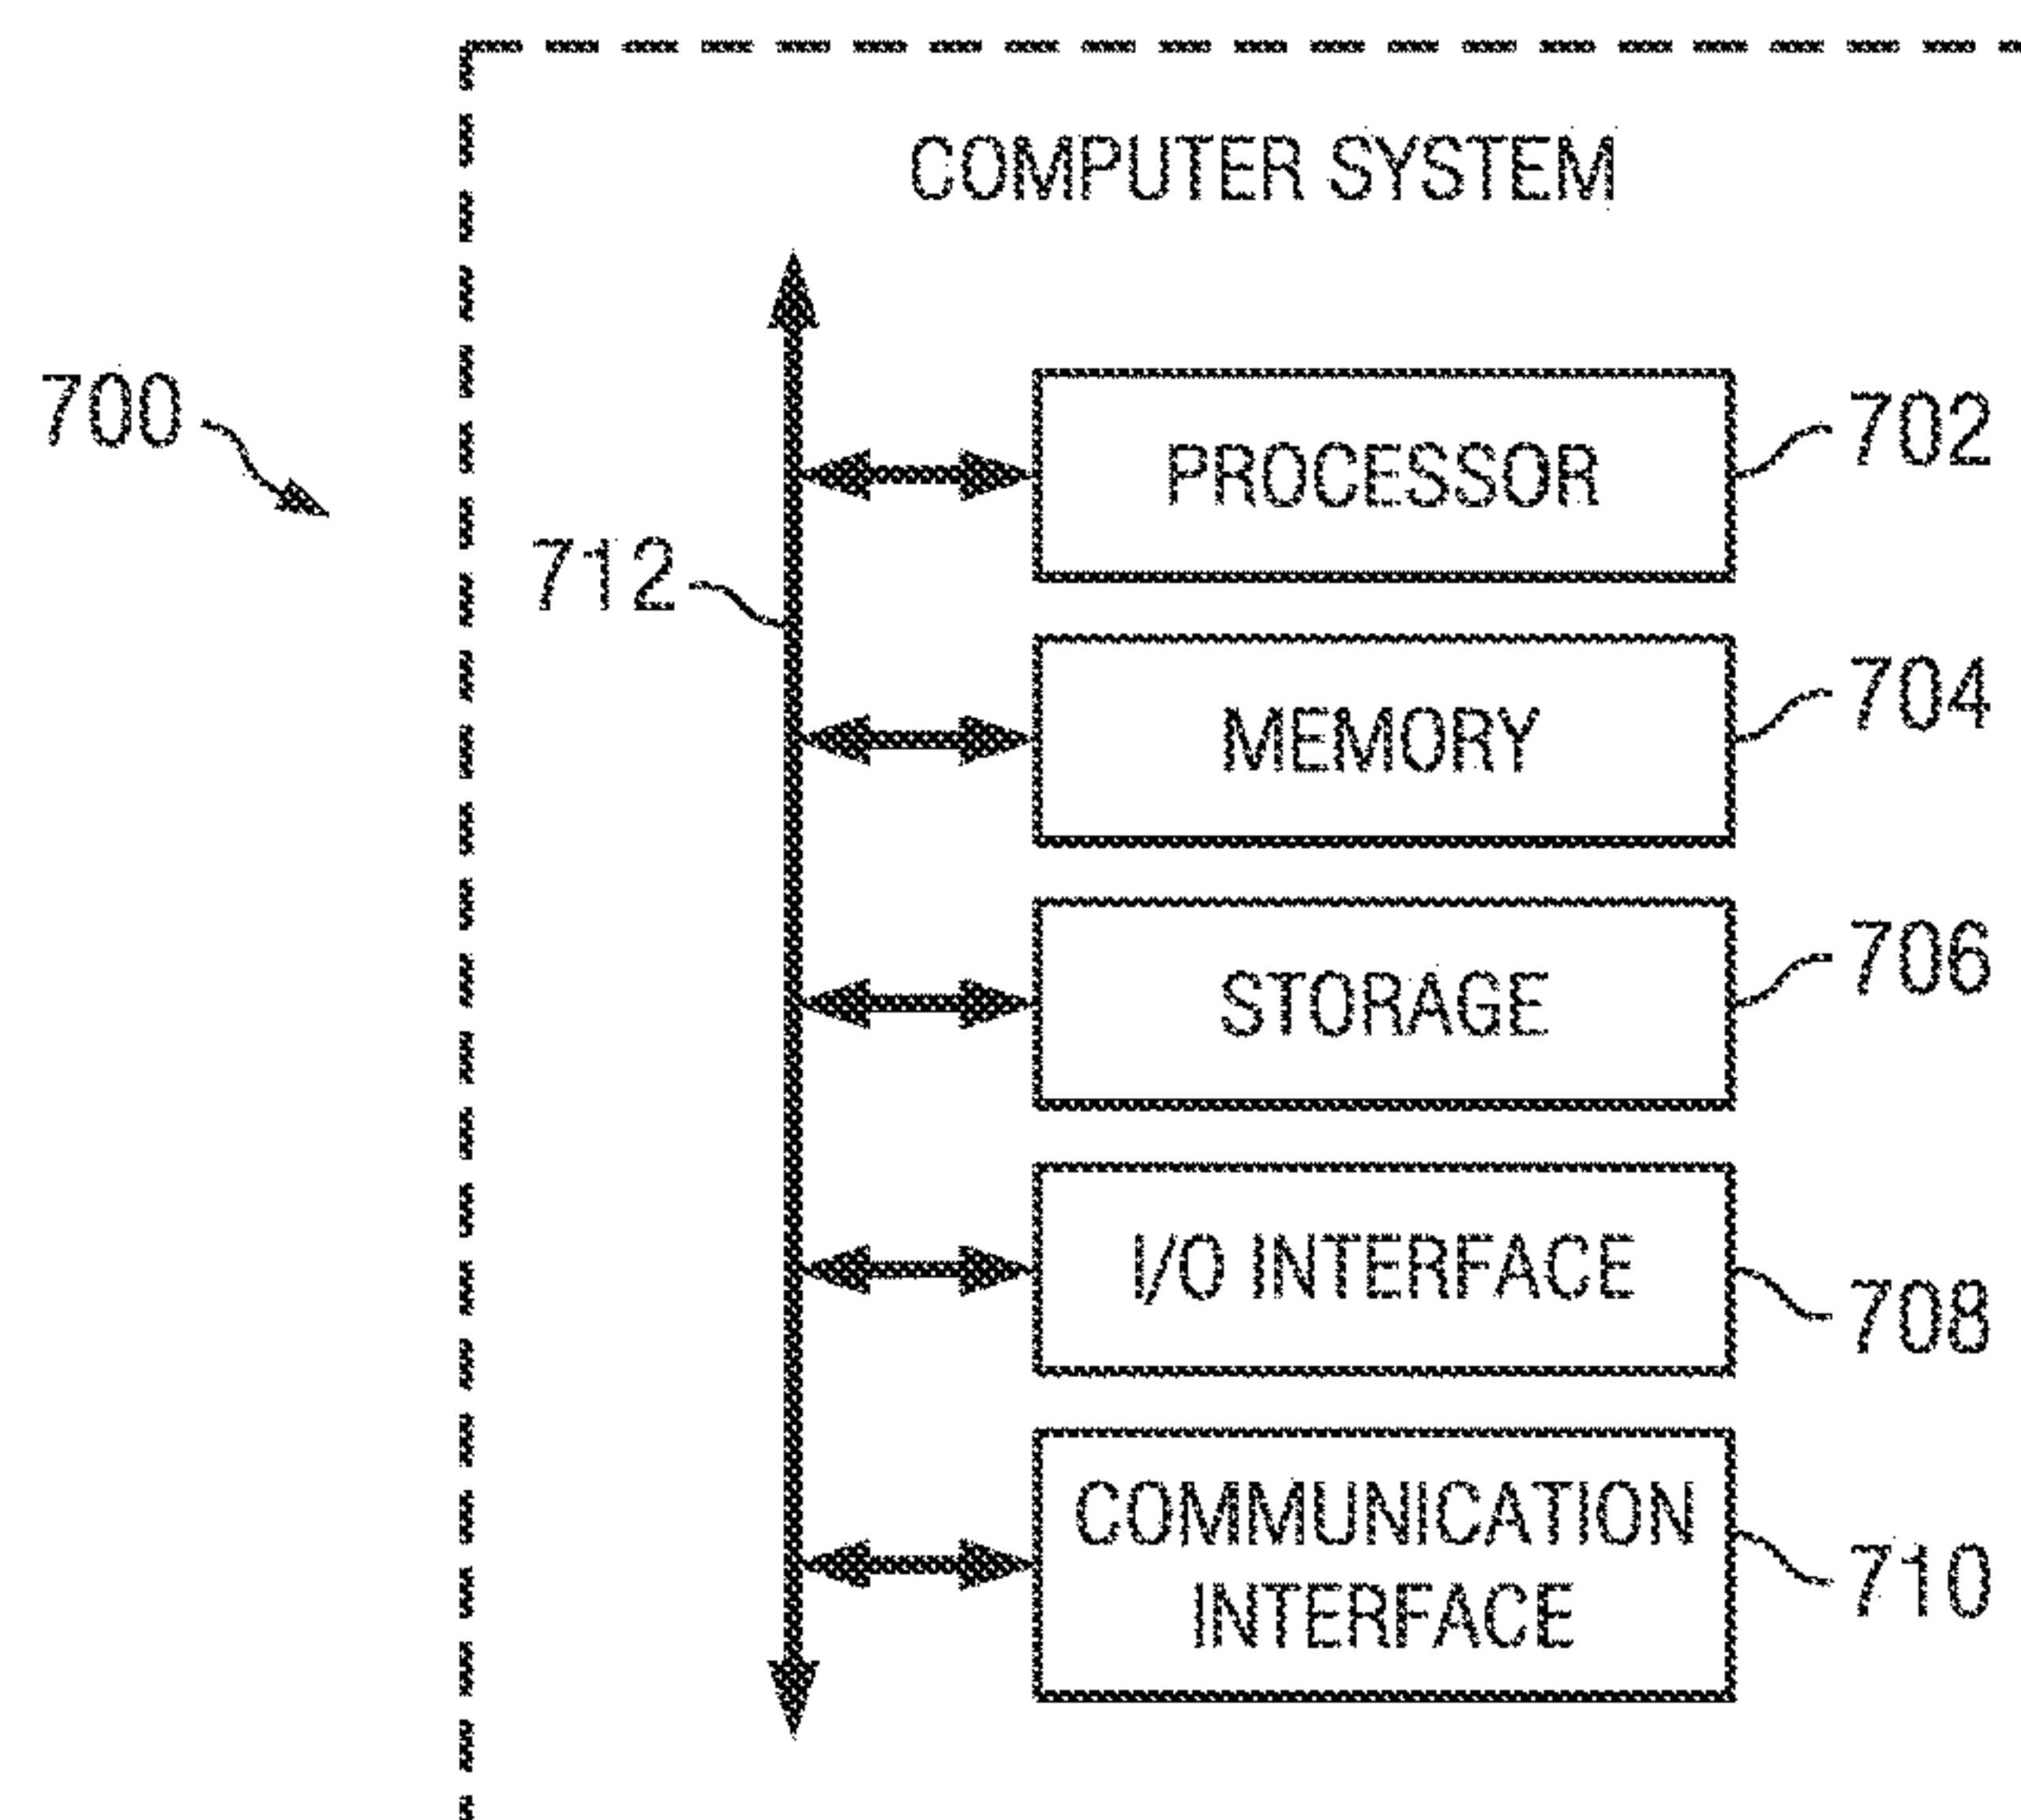 COMPUTER SYSTEM
700
PROCESSOR
702
712
MEMORY
704
STORAGE
706
I/O INTERFACE
708
COMMUNICATION
INTERFACE
710